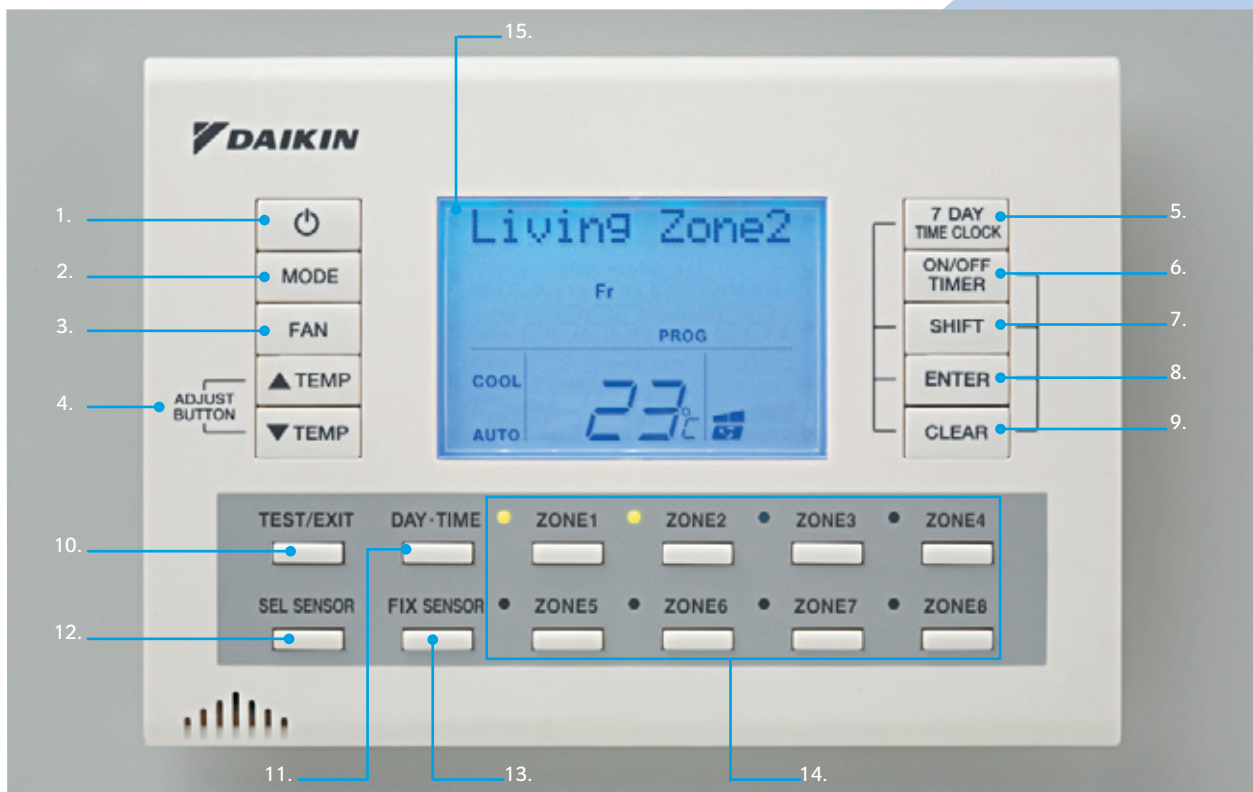 15.
DAIKIN
1.
2.
MODE
3.
FAN
4.
ADJUST
BUTTON
▲ TEMP
▼ TEMP
Living Zone2
Fr
PROG
COOL
AUTO
23°C
7 DAY
TIME CLOCK
5.
ON/OFF
TIMER
6.
SHIFT
7.
ENTER
8.
CLEAR
9.
TEST/EXIT
DAY·TIME
ZONE1
ZONE2
ZONE3
ZONE4
10.
SEL SENSOR
FIX SENSOR
ZONE5
ZONE6
ZONE7
ZONE8
12.
11.
13.
14.